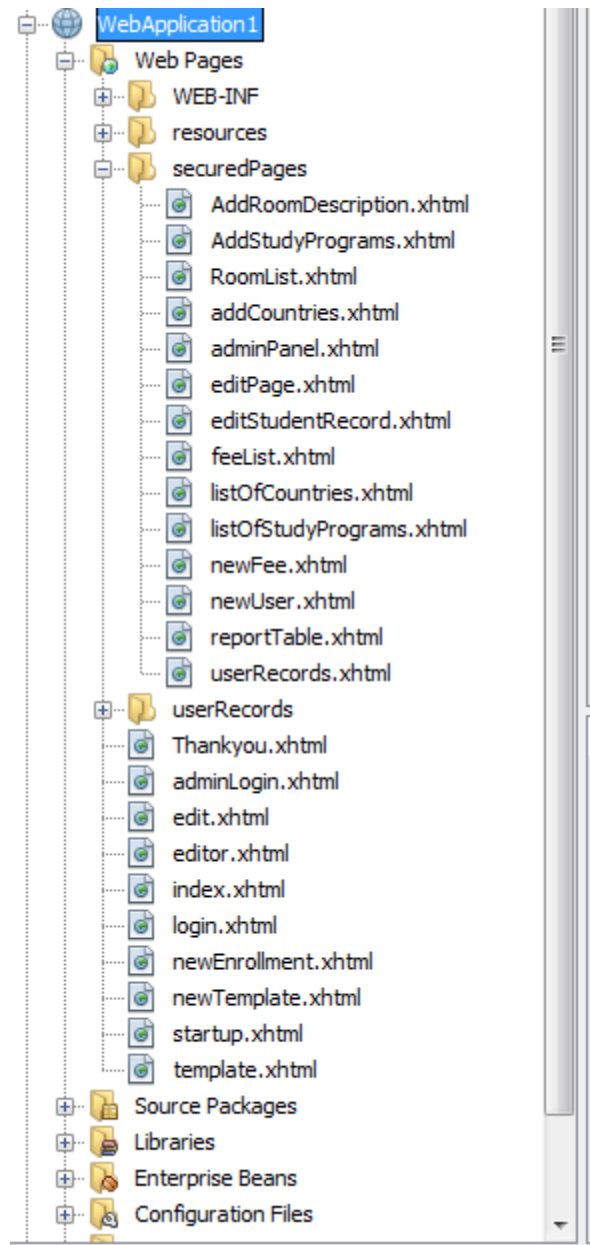 WebApplication1
Web Pages
WEB-INF
resources
securedPages
AddRoomDescription.xhtml
AddStudyPrograms.xhtml
RoomList.xhtml
addCountries.xhtml
adminPanel.xhtml
editPage.xhtml
editStudentRecord.xhtml
feeList.xhtml
listOfCountries.xhtml
listOfStudyPrograms.xhtml
newFee.xhtml
newUser.xhtml
reportTable.xhtml
userRecords.xhtml
userRecords
Thankyou.xhtml
adminLogin.xhtml
edit.xhtml
editor.xhtml
index.xhtml
login.xhtml
newEnrollment.xhtml
newTemplate.xhtml
startup.xhtml
template.xhtml
Source Packages
Libraries
Enterprise Beans
Configuration Files